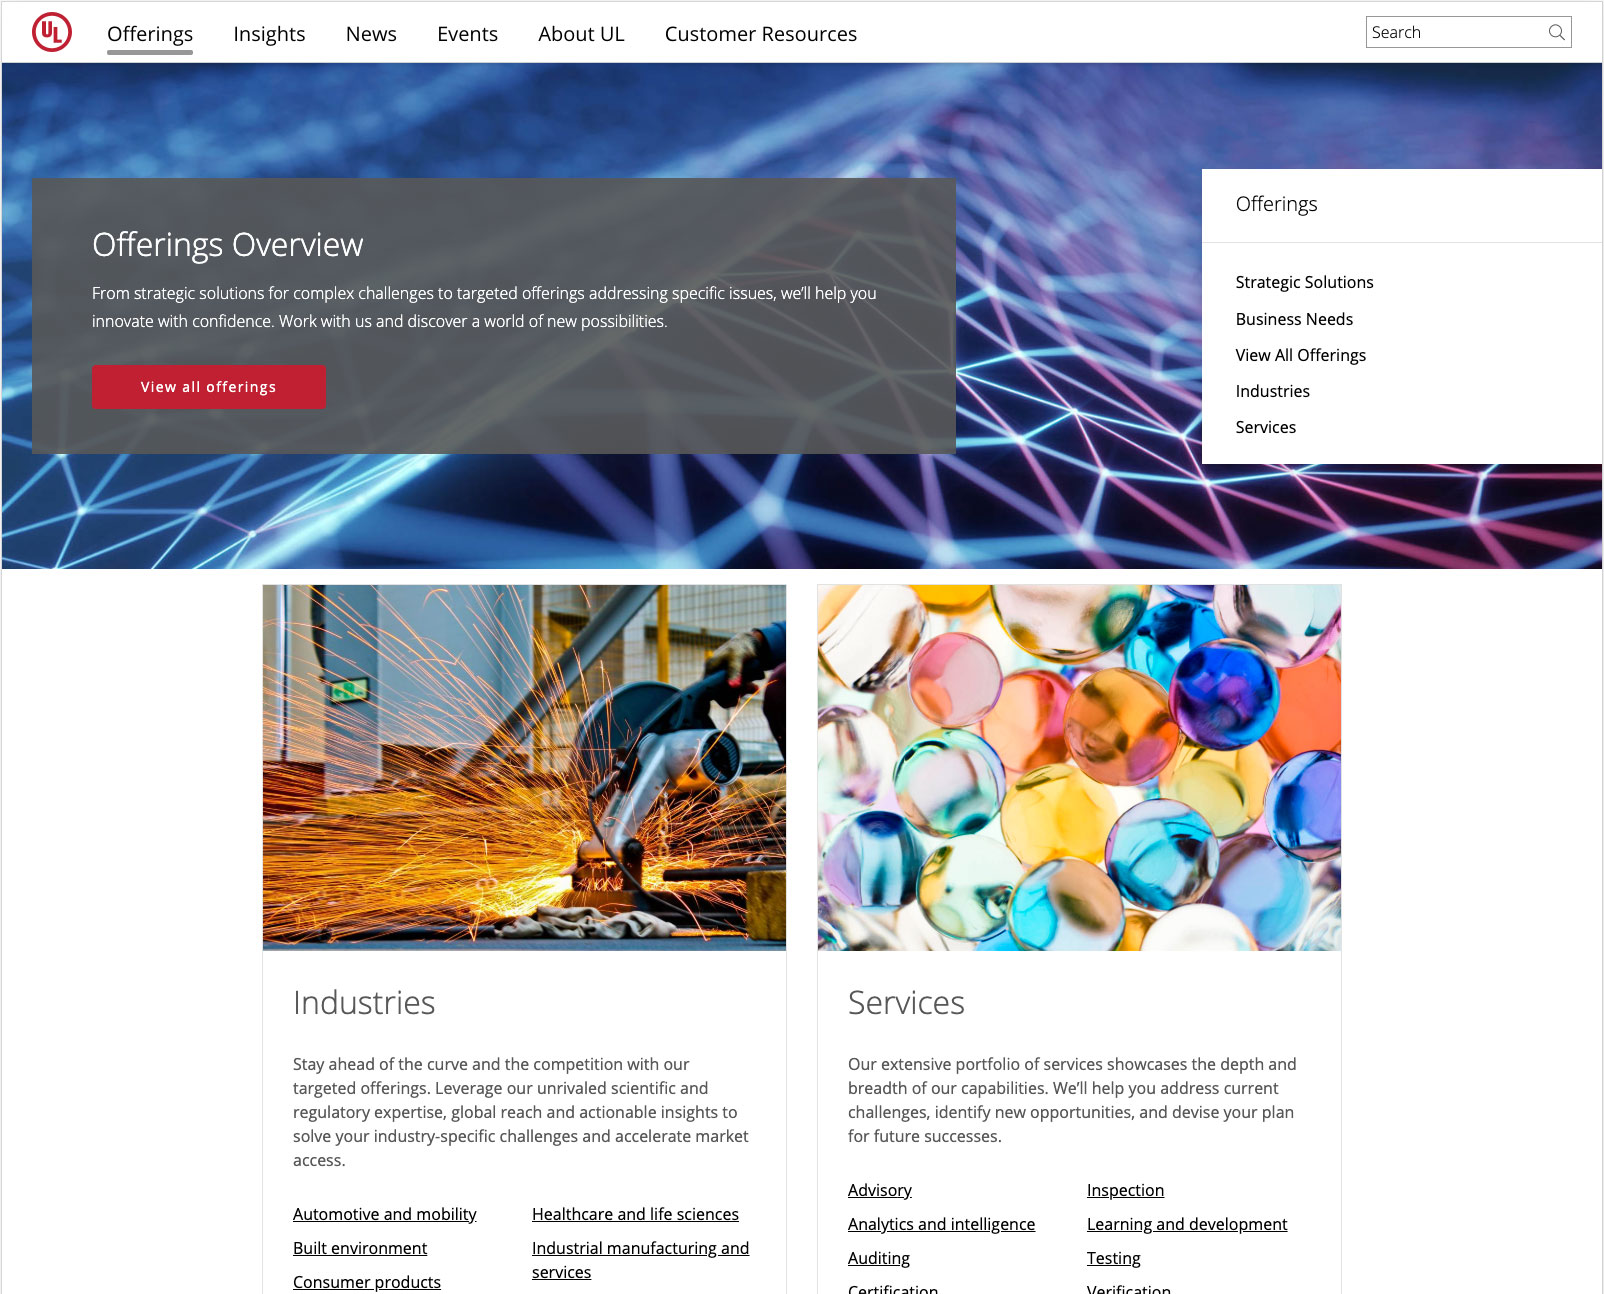 UL
Offerings
Insights
News
Events
About UL
Customer Resources
Search
Offerings Overview
From strategic solutions for complex challenges to targeted offerings addressing specific issues, we’ll help you
innovate with confidence. Work with us and discover a world of new possibilities.
View all offerings
Offerings
Strategic Solutions
Business Needs
View All Offerings
Industries
Services
Industries
Stay ahead of the curve and the competition with our
targeted offerings. Leverage our unrivaled scientific and
regulatory expertise, global reach and actionable insights to
solve your industry-specific challenges and accelerate market
access.
Automotive and mobility
Built environment
Consumer products
Healthcare and life sciences
Industrial manufacturing and
services
Services
Our extensive portfolio of services showcases the depth and
breadth of our capabilities. We’ll help you address current
challenges, identify new opportunities, and devise your plan
for future successes.
Advisory
Analytics and intelligence
Auditing
Certification
Inspection
Learning and development
Testing
Verification